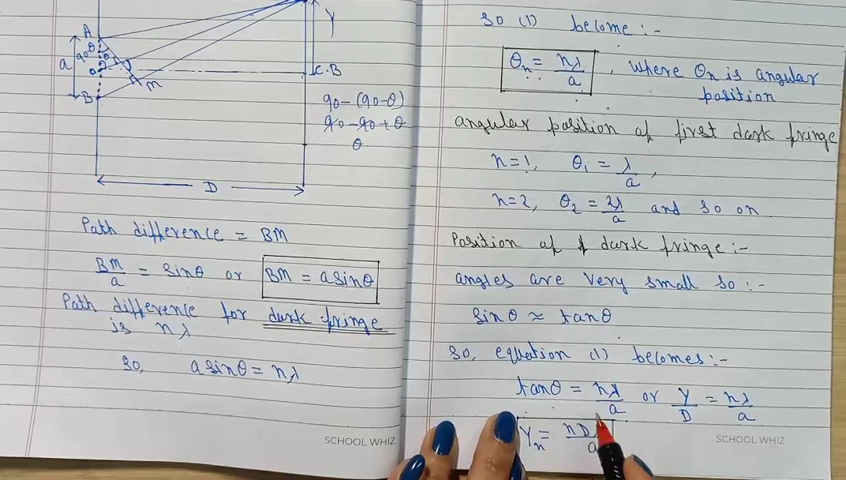 A
θ
90
θ
a
O
B
M
Y
C.B
90-(90-θ)
90-90+θ
θ
D
Path difference = BM
BM/a = sinθ or BM = a sinθ
Path difference for dark fringe
is nλ
so, a sinθ = nλ
SCHOOL WHIZ
so (1) become:-
θn = nλ/a, where θn is angular
position
angular position of first dark fringe
n=1, θ1 = λ/a,
n=2, θ2 = 2λ/a and so on
Position of dark fringe:-
angles are very small so:-
sinθ ≈ tanθ
so, equation (1) becomes:-
tanθ = nλ/a or Y/D = nλ/a
Yn = nD
a
SCHOOL WHIZ